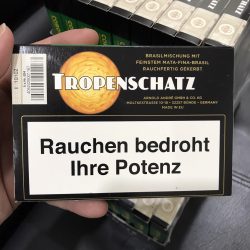 BRASILMISCHUNG MIT
FEINSTEM MATA-FINA-BRASIL
RAUCHFERTIG GEKERBT
TROPENSCHATZ
ARNOLD ANDRÉ GMBH & CO. KG
MOLTKESTRASSE 10-18 · 32257 BÜNDE · GERMANY
MADE IN EU
Rauchen bedroht
Ihre Potenz